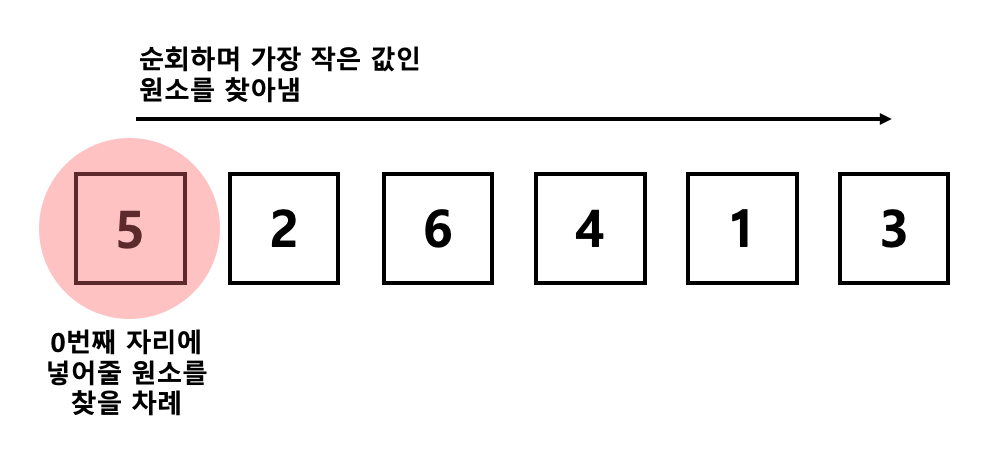 순회하며 가장 작은 값인
원소를 찾아냄
5 2 6 4 1 3
0번째 자리에
넣어줄 원소를
찾을 차례